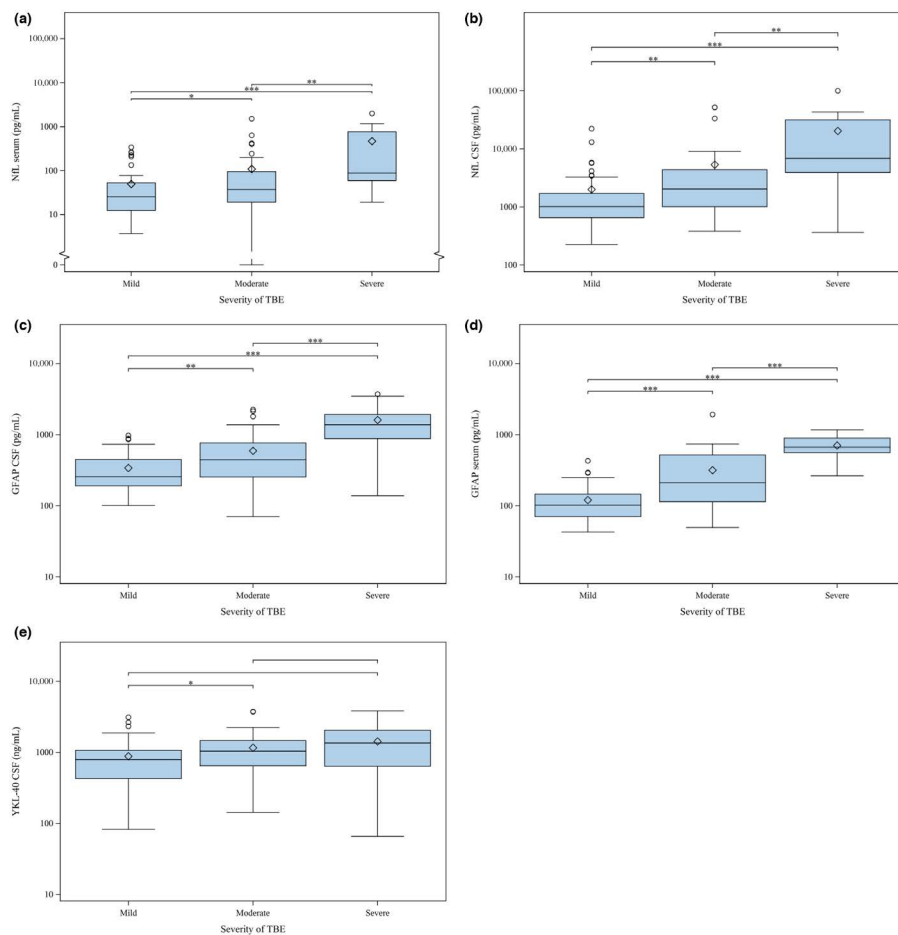 (a)
100,000
10,000
1000
100
10
0
NfL serum (pg/mL)
**
***
*
Mild Moderate Severe
Severity of TBE
(b)
100,000
10,000
1000
100
NfL CSF (pg/mL)
**
***
**
Mild Moderate Severe
Severity of TBE
(c)
10,000
1000
100
10
GFAP CSF (pg/mL)
***
***
**
Mild Moderate Severe
Severity of TBE
(d)
10,000
1000
100
10
GFAP serum (pg/mL)
***
***
***
Mild Moderate Severe
Severity of TBE
(e)
10,000
1000
100
10
YKL-40 CSF (ng/mL)
*
Mild Moderate Severe
Severity of TBE